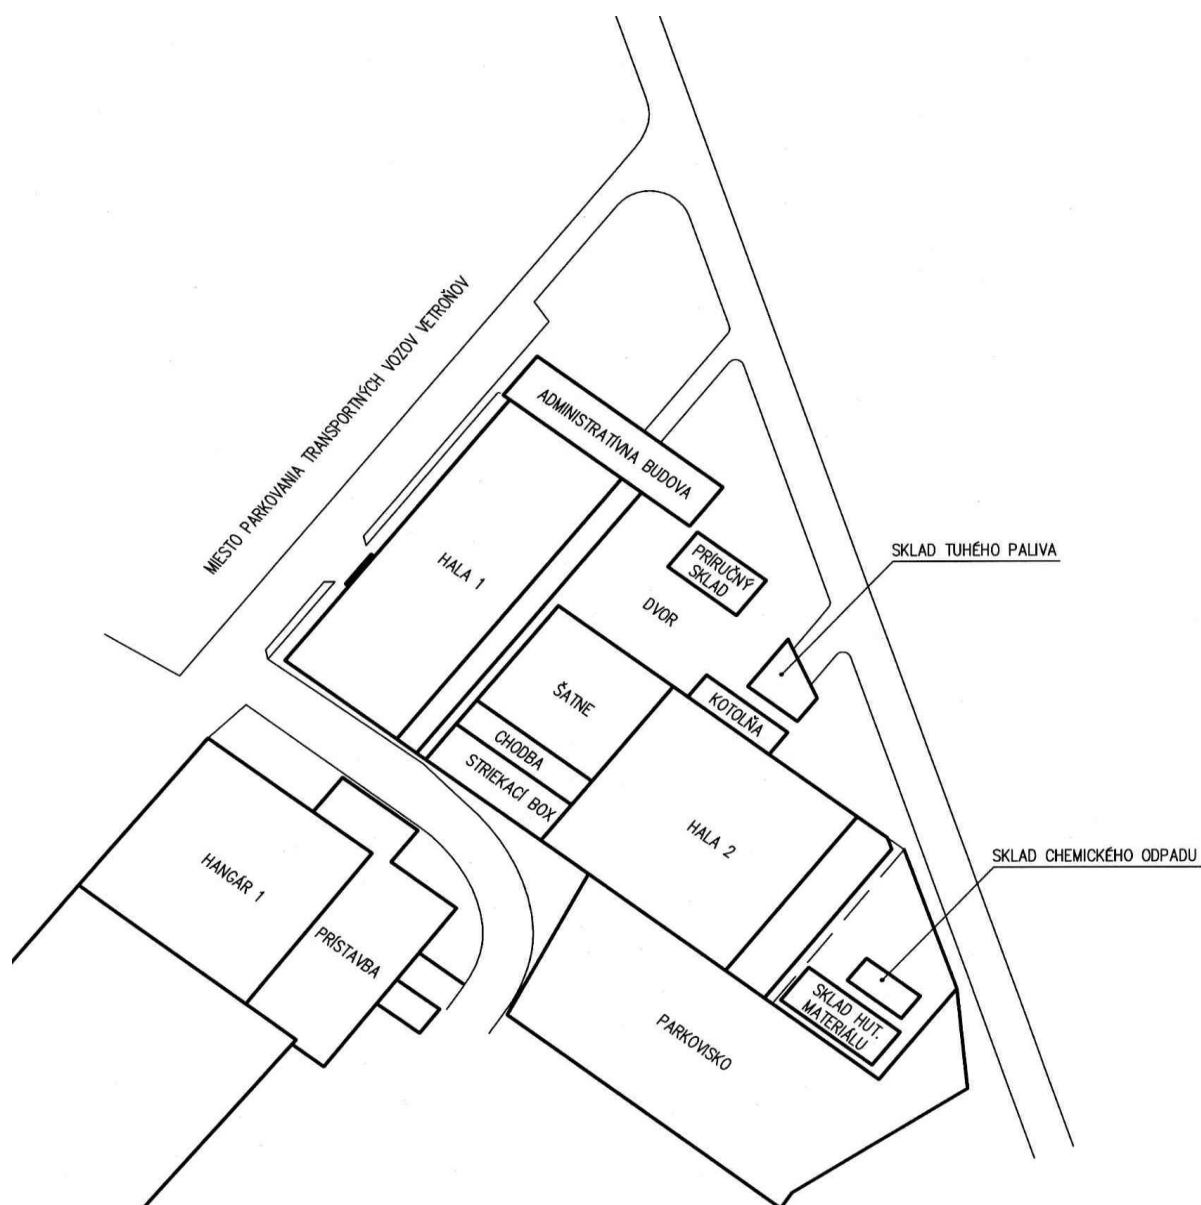 MIESTO PARKOVANIA TRANSPORTNÝCH VOZOV VETROŇOV
ADMINISTRATÍVNA BUDOVA
HALA 1
PRÍRUČNÝ
SKLAD
DVOR
SKLAD TUHÉHO PALIVA
ŠATNE
KOTOLŇA
CHODBA
STRIEKACÍ BOX
HALA 2
SKLAD CHEMICKÉHO ODPADU
HANGÁR 1
PRÍSTAVBA
SKLAD HUT.
MATERIÁLU
PARKOVISKO